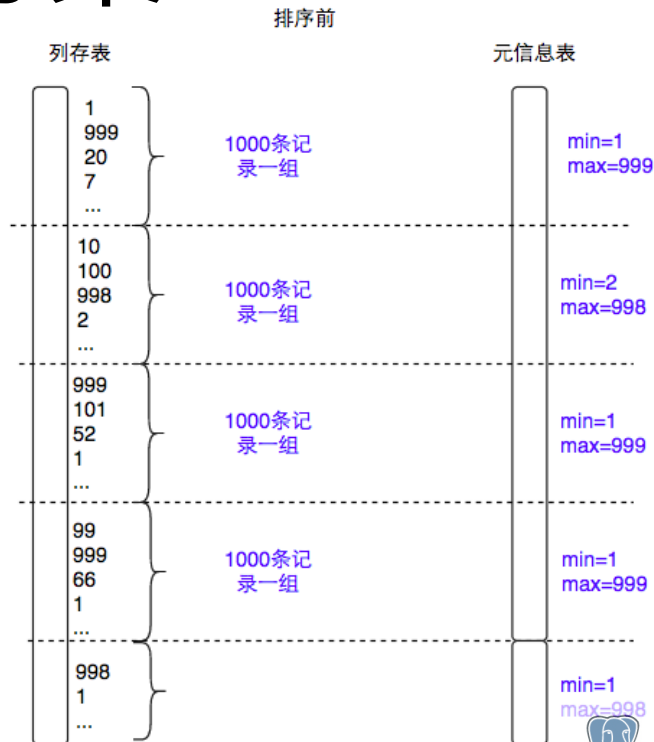 排序前
列存表
元信息表
1
999
20
7
...
1000条记
录一组
min=1
max=999
10
100
998
2
...
1000条记
录一组
min=2
max=998
999
101
52
1
...
1000条记
录一组
min=1
max=999
99
999
66
1
...
1000条记
录一组
min=1
max=999
998
1
...
min=1
max=998